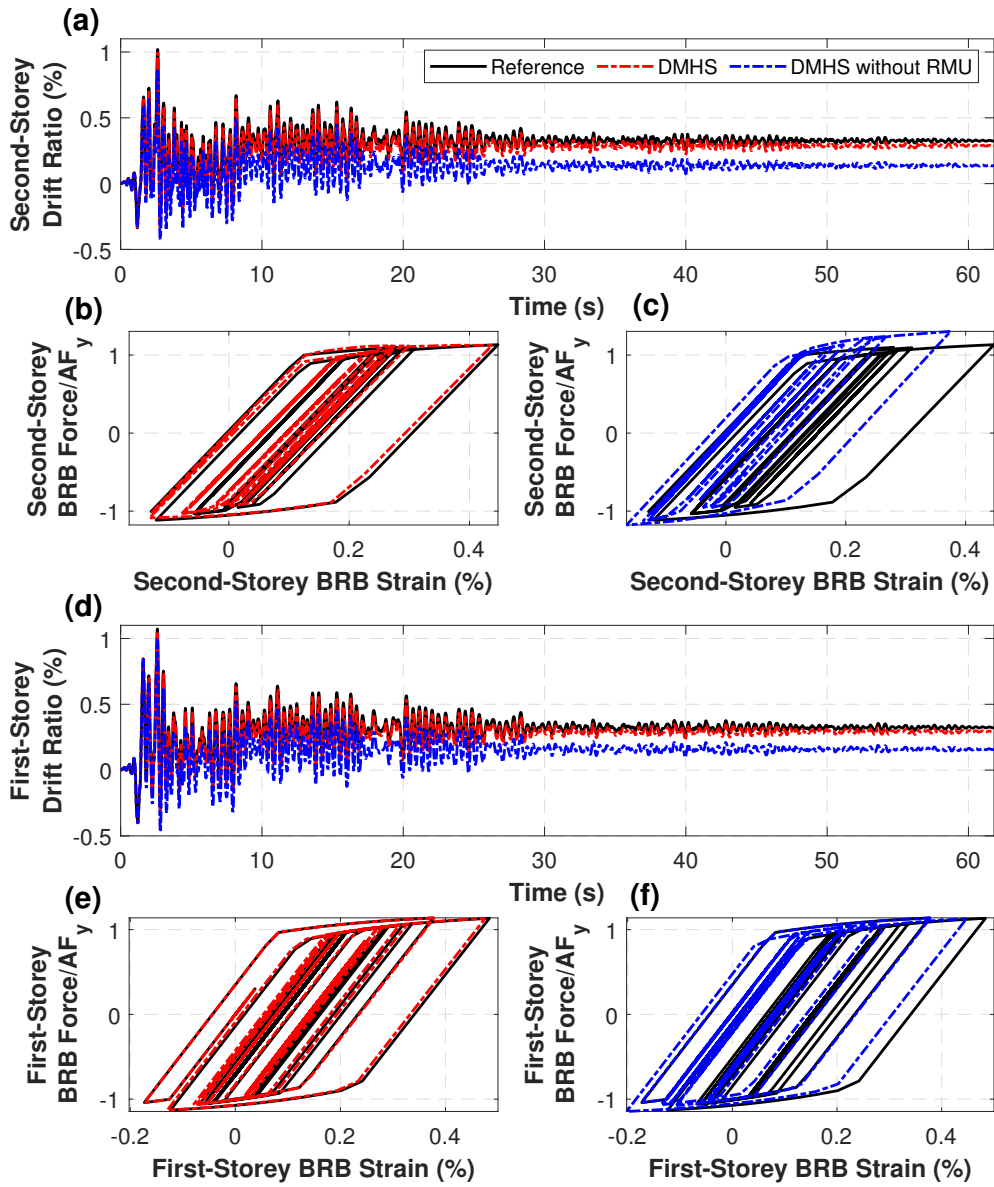 (a)
Second-Storey
Drift Ratio (%)
1
0.5
0
-0.5
Reference DMHS DMHS without RMU
0 10 20 30 40 50 60
Time (s)
(b)
Second-Storey
BRB Force/AF_y
1
0
-1
0 0.2 0.4
Second-Storey BRB Strain (%)
(c)
Second-Storey
BRB Force/AF_y
1
0
-1
0 0.2 0.4
Second-Storey BRB Strain (%)
(d)
First-Storey
Drift Ratio (%)
1
0.5
0
-0.5
0 10 20 30 40 50 60
Time (s)
(e)
First-Storey
BRB Force/AF_y
1
0
-1
-0.2 0 0.2 0.4
First-Storey BRB Strain (%)
(f)
First-Storey
BRB Force/AF_y
1
0
-1
-0.2 0 0.2 0.4
First-Storey BRB Strain (%)